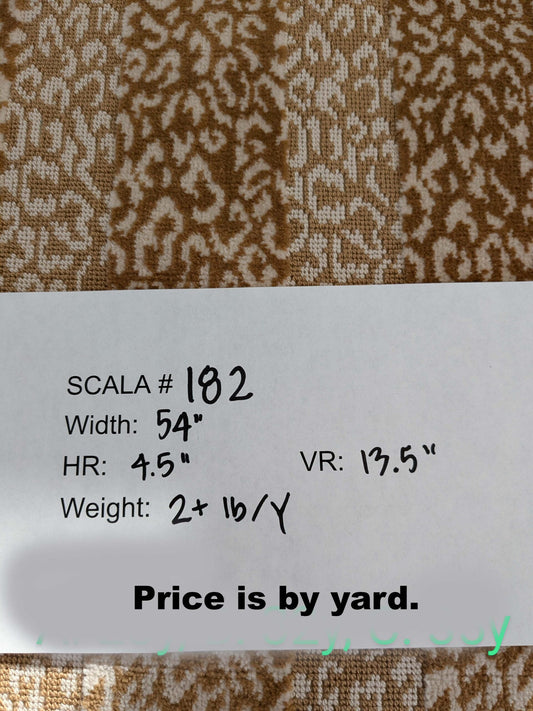 SCALA # 182
Width: 54"
HR: 4.5" VR: 13.5"
Weight: 2+ lb/Y
Price is by yard.